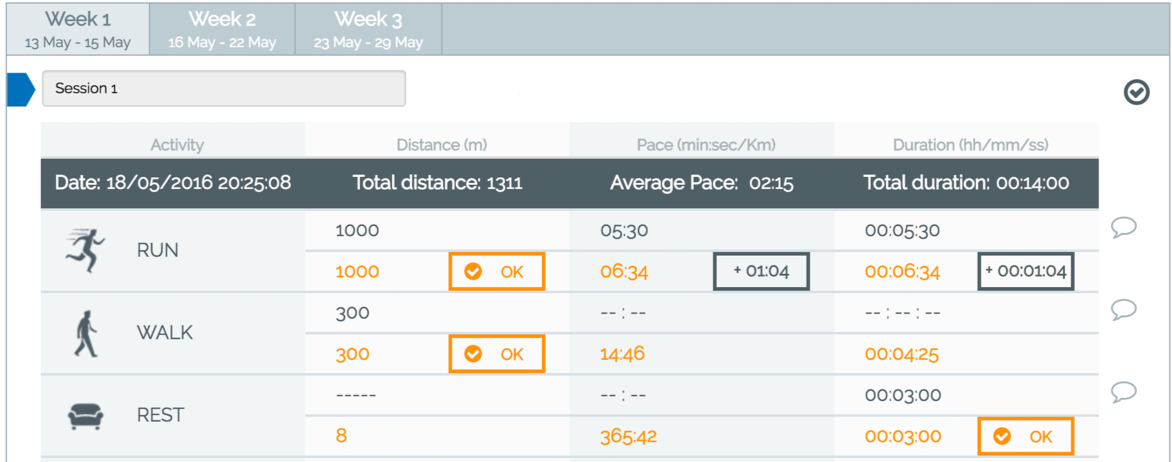 Week 1 Week 2 Week 3
13 May - 15 May 16 May - 22 May 23 May - 29 May
Session 1
Activity Distance (m) Pace (min:sec/Km) Duration (hh/mm/ss)
Date: 18/05/2016 20:25:08 Total distance: 1311 Average Pace: 02:15 Total duration: 00:14:00
1000 05:30 00:05:30
RUN
1000 OK 06:34 + 01:04 00:06:34 + 00:01:04
300 -- : -- -- : -- : --
WALK
300 OK 14:46 00:04:25
----- -- : -- 00:03:00
REST
8 365:42 00:03:00 OK